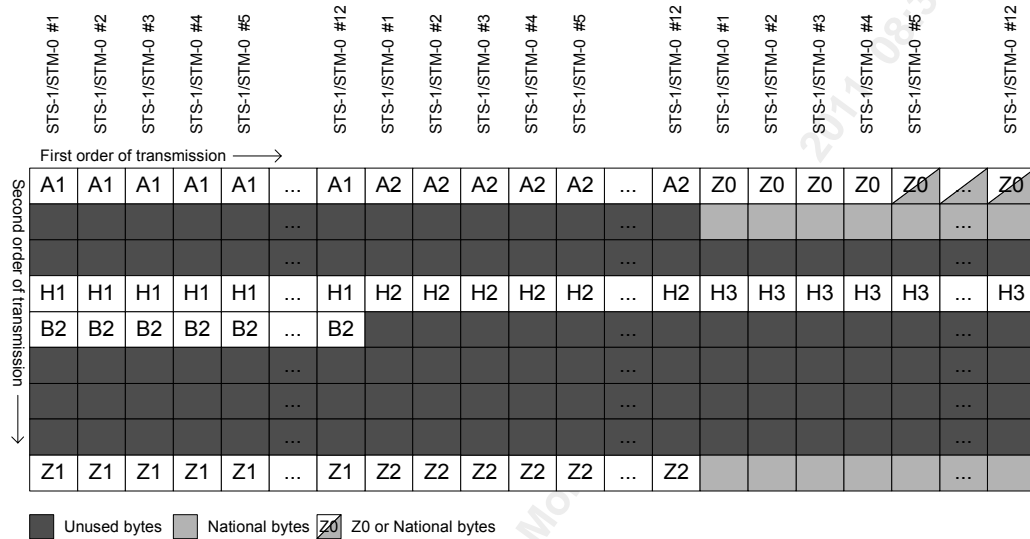 STS-1/STM-0 #1 STS-1/STM-0 #2 STS-1/STM-0 #3 STS-1/STM-0 #4 STS-1/STM-0 #5 STS-1/STM-0 #12 STS-1/STM-0 #1 STS-1/STM-0 #2 STS-1/STM-0 #3 STS-1/STM-0 #4 STS-1/STM-0 #5 STS-1/STM-0 #12 STS-1/STM-0 #1 STS-1/STM-0 #2 STS-1/STM-0 #3 STS-1/STM-0 #4 STS-1/STM-0 #5 STS-1/STM-0 #12
First order of transmission
Second order of transmission
A1 A1 A1 A1 A1 ... A1 A2 A2 A2 A2 A2 ... A2 Z0 Z0 Z0 Z0 Z0 ... Z0
... ... ...
... ... ...
H1 H1 H1 H1 H1 ... H1 H2 H2 H2 H2 H2 ... H2 H3 H3 H3 H3 H3 ... H3
B2 B2 B2 B2 B2 ... B2 ... ...
... ... ...
... ... ...
... ... ...
Z1 Z1 Z1 Z1 Z1 ... Z1 Z2 Z2 Z2 Z2 Z2 ... Z2 ...
Unused bytes National bytes Z0 Z0 or National bytes
2011 08:3
Mo